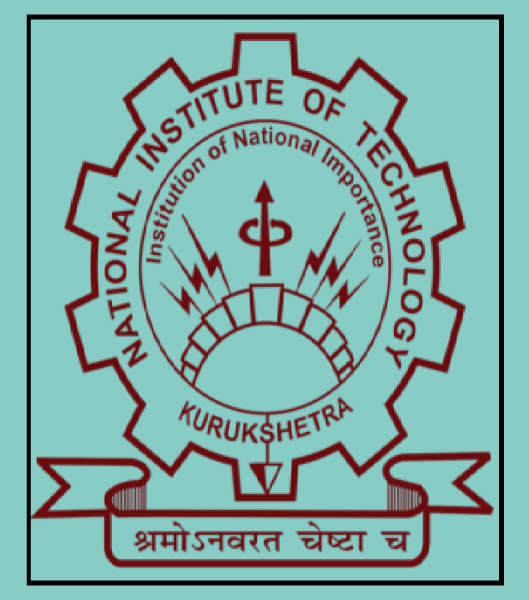 NATIONAL INSTITUTE OF TECHNOLOGY
Institution of National Importance
KURUKSHETRA
श्रमोऽनवरत चेष्टा च